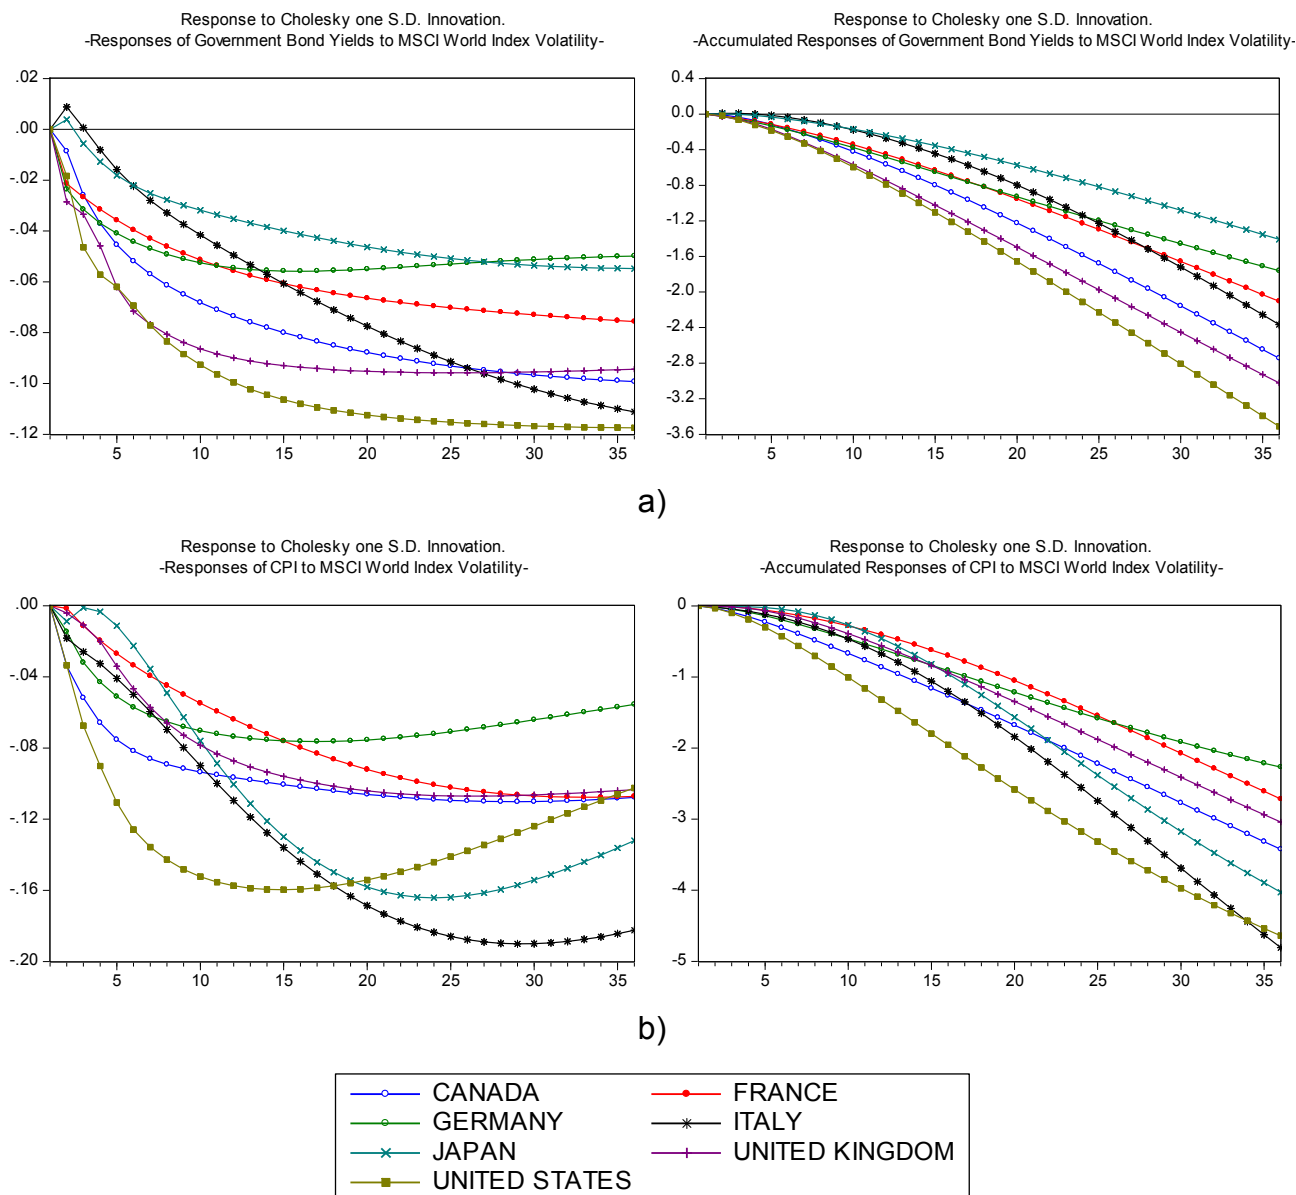 Response to Cholesky one S.D. Innovation.
-Responses of Government Bond Yields to MSCI World Index Volatility-
.02
.00
-.02
-.04
-.06
-.08
-.10
-.12
5 10 15 20 25 30 35
Response to Cholesky one S.D. Innovation.
-Accumulated Responses of Government Bond Yields to MSCI World Index Volatility-
0.4
0.0
-0.4
-0.8
-1.2
-1.6
-2.0
-2.4
-2.8
-3.2
-3.6
5 10 15 20 25 30 35
a)
Response to Cholesky one S.D. Innovation.
-Responses of CPI to MSCI World Index Volatility-
.00
-.04
-.08
-.12
-.16
-.20
5 10 15 20 25 30 35
Response to Cholesky one S.D. Innovation.
-Accumulated Responses of CPI to MSCI World Index Volatility-
0
-1
-2
-3
-4
-5
5 10 15 20 25 30 35
b)
CANADA FRANCE
GERMANY ITALY
JAPAN UNITED KINGDOM
UNITED STATES